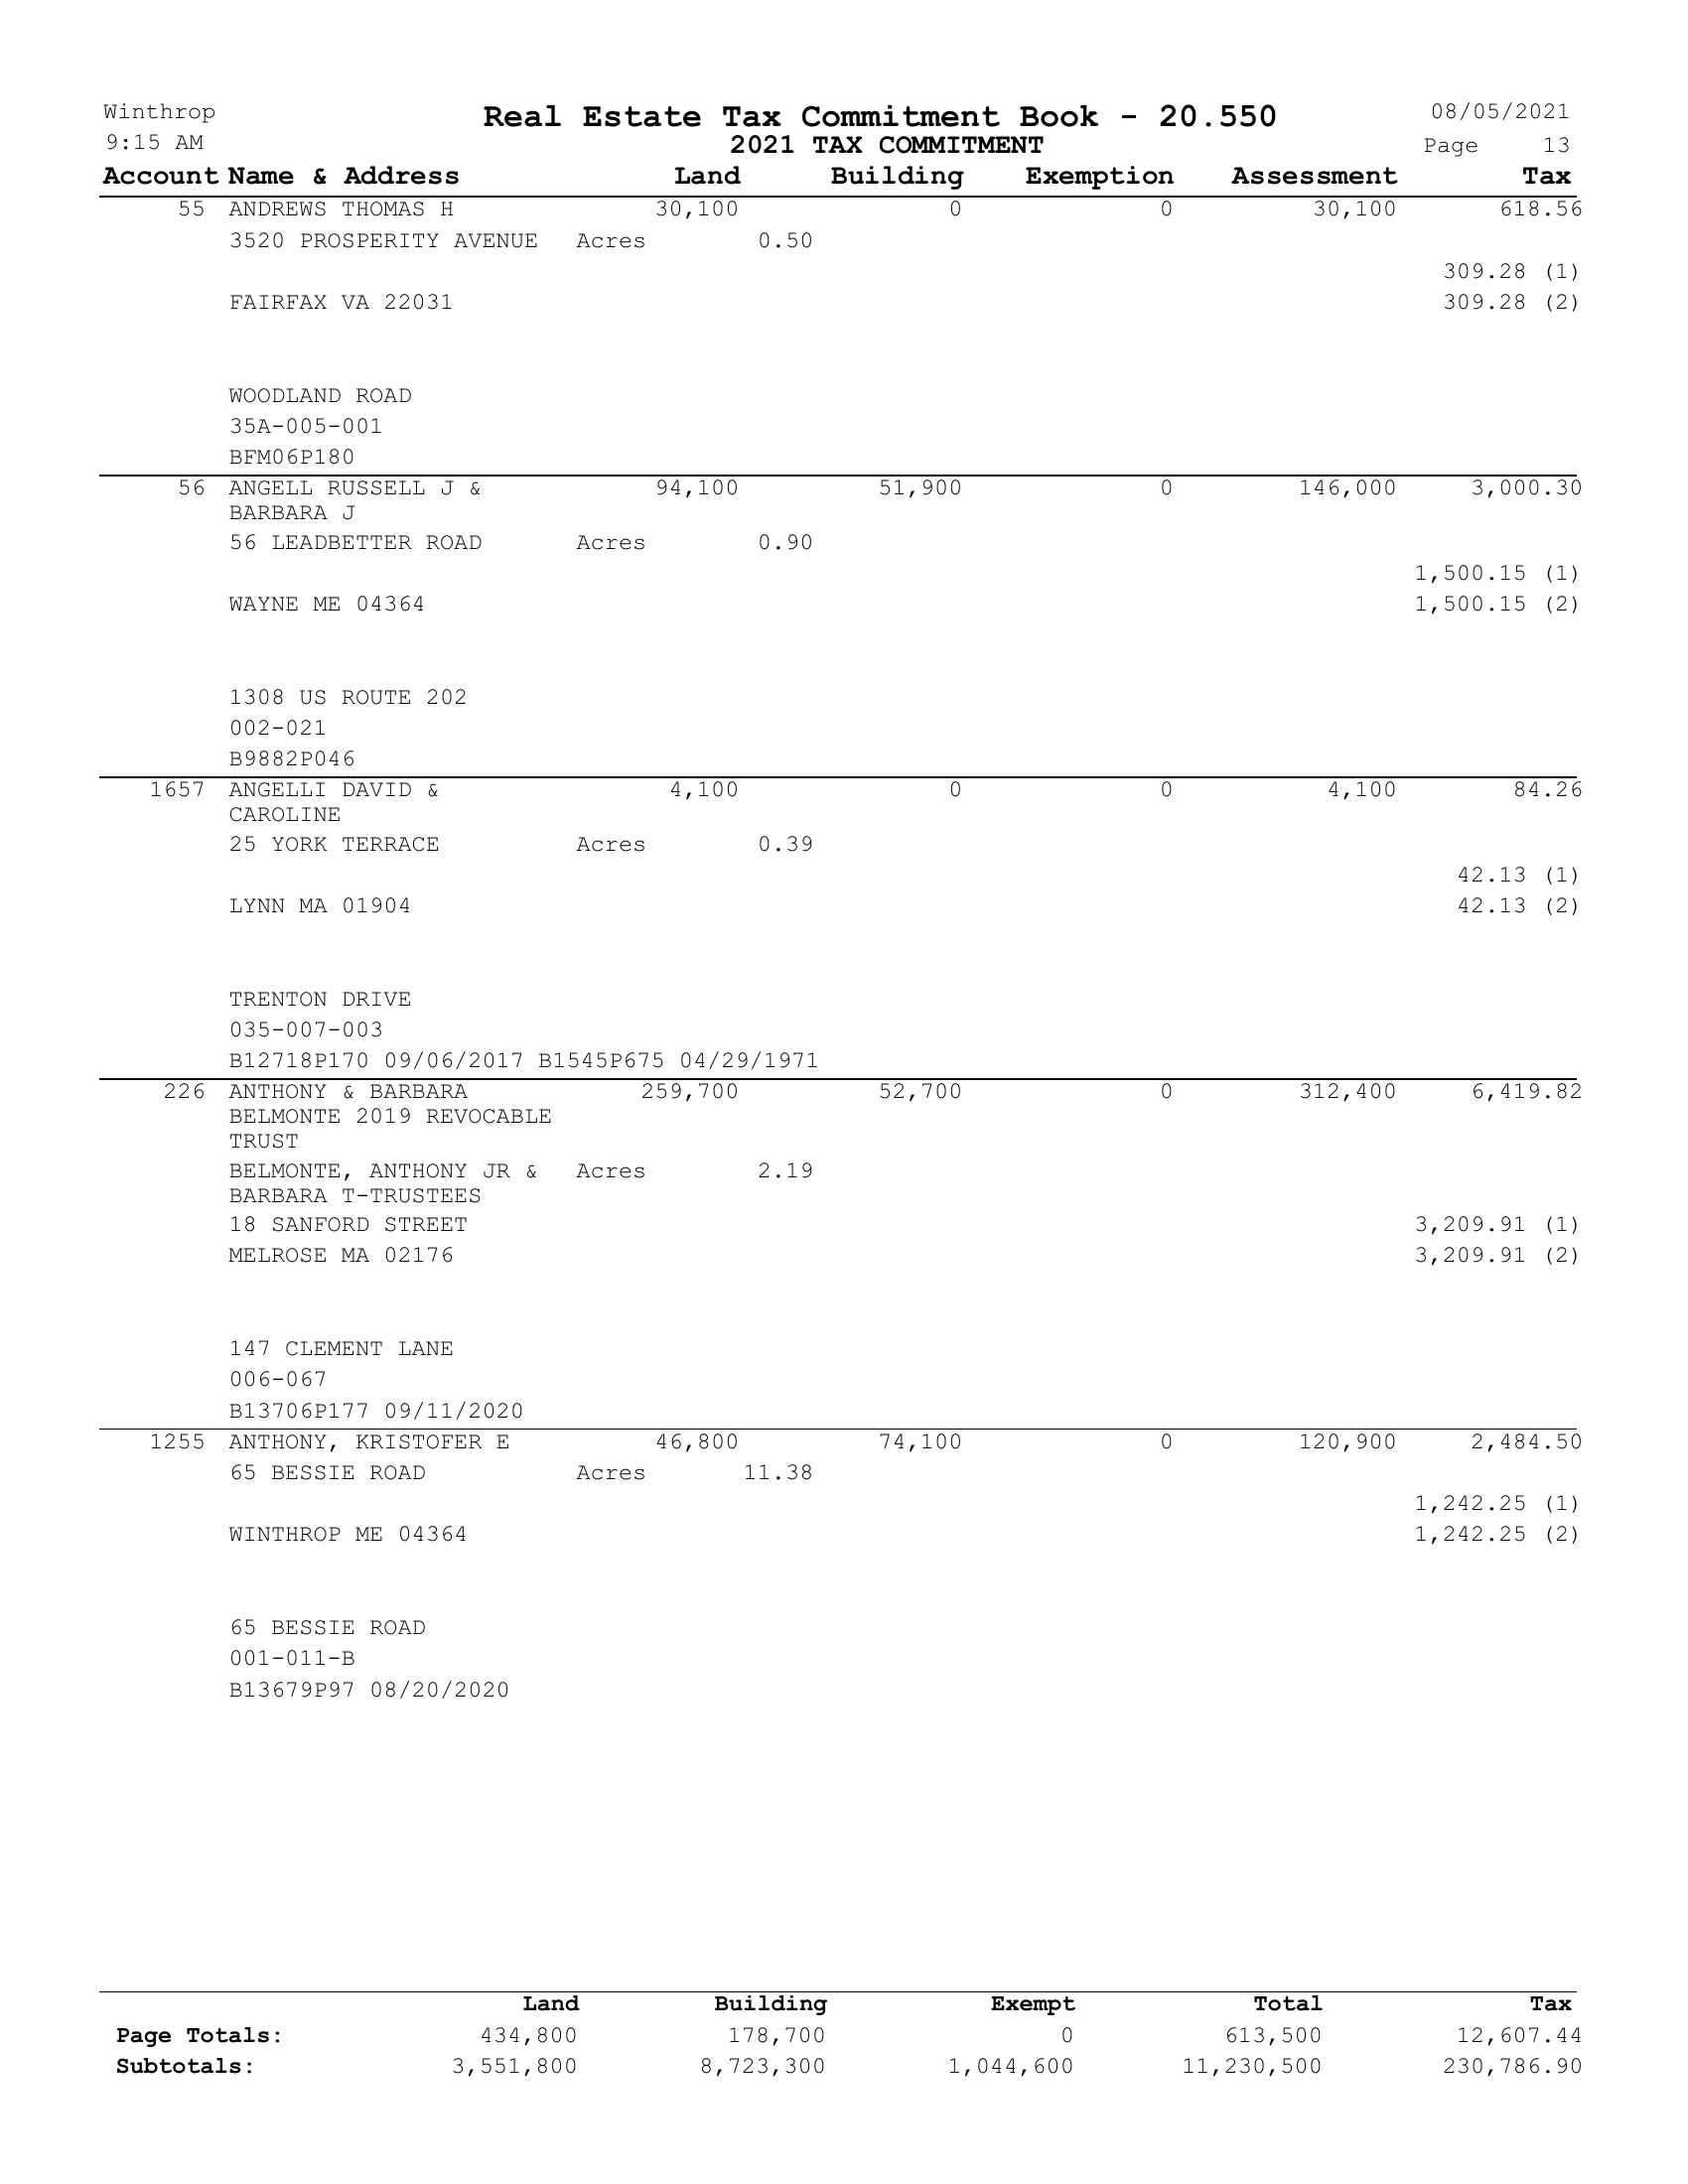 Winthrop Real Estate Tax Commitment Book - 20.550 08/05/2021
9:15 AM 2021 TAX COMMITMENT Page 13
Account Name & Address Land Building Exemption Assessment Tax
55 ANDREWS THOMAS H 30,100 0 0 30,100 618.56
3520 PROSPERITY AVENUE Acres 0.50
309.28 (1)
FAIRFAX VA 22031 309.28 (2)
WOODLAND ROAD
35A-005-001
BFM06P180
56 ANGELL RUSSELL J & 94,100 51,900 0 146,000 3,000.30
BARBARA J
56 LEADBETTER ROAD Acres 0.90
1,500.15 (1)
WAYNE ME 04364 1,500.15 (2)
1308 US ROUTE 202
002-021
B9882P046
1657 ANGELLI DAVID & 4,100 0 0 4,100 84.26
CAROLINE
25 YORK TERRACE Acres 0.39
42.13 (1)
LYNN MA 01904 42.13 (2)
TRENTON DRIVE
035-007-003
B12718P170 09/06/2017 B1545P675 04/29/1971
226 ANTHONY & BARBARA 259,700 52,700 0 312,400 6,419.82
BELMONTE 2019 REVOCABLE
TRUST
BELMONTE, ANTHONY JR & Acres 2.19
BARBARA T-TRUSTEES
18 SANFORD STREET 3,209.91 (1)
MELROSE MA 02176 3,209.91 (2)
147 CLEMENT LANE
006-067
B13706P177 09/11/2020
1255 ANTHONY, KRISTOFER E 46,800 74,100 0 120,900 2,484.50
65 BESSIE ROAD Acres 11.38
1,242.25 (1)
WINTHROP ME 04364 1,242.25 (2)
65 BESSIE ROAD
001-011-B
B13679P97 08/20/2020
Land Building Exempt Total Tax
Page Totals: 434,800 178,700 0 613,500 12,607.44
Subtotals: 3,551,800 8,723,300 1,044,600 11,230,500 230,786.90